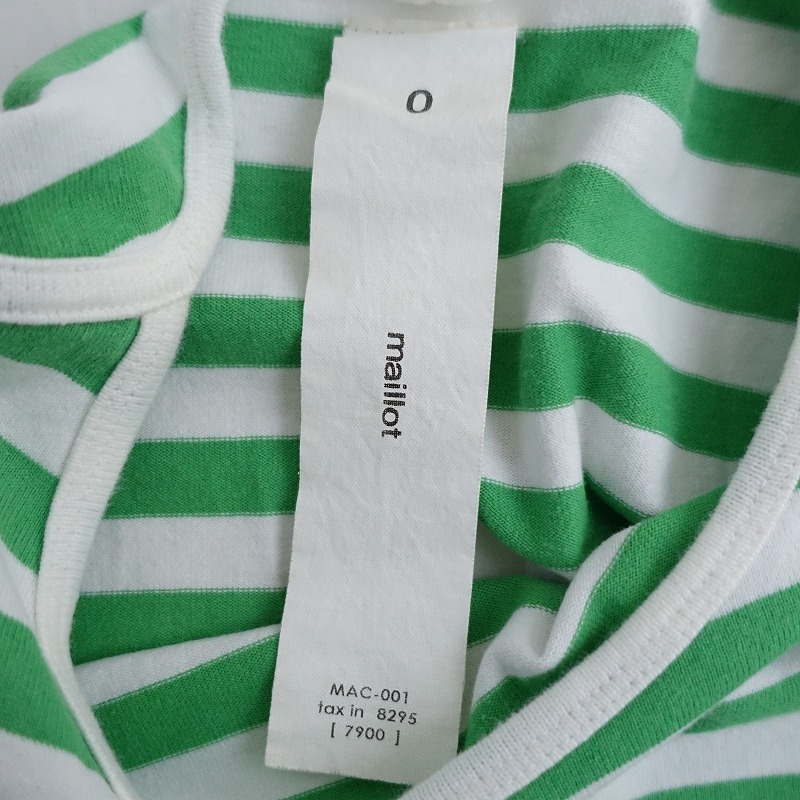 0
maillot
MAC-001
tax in 8295
[ 7900 ]